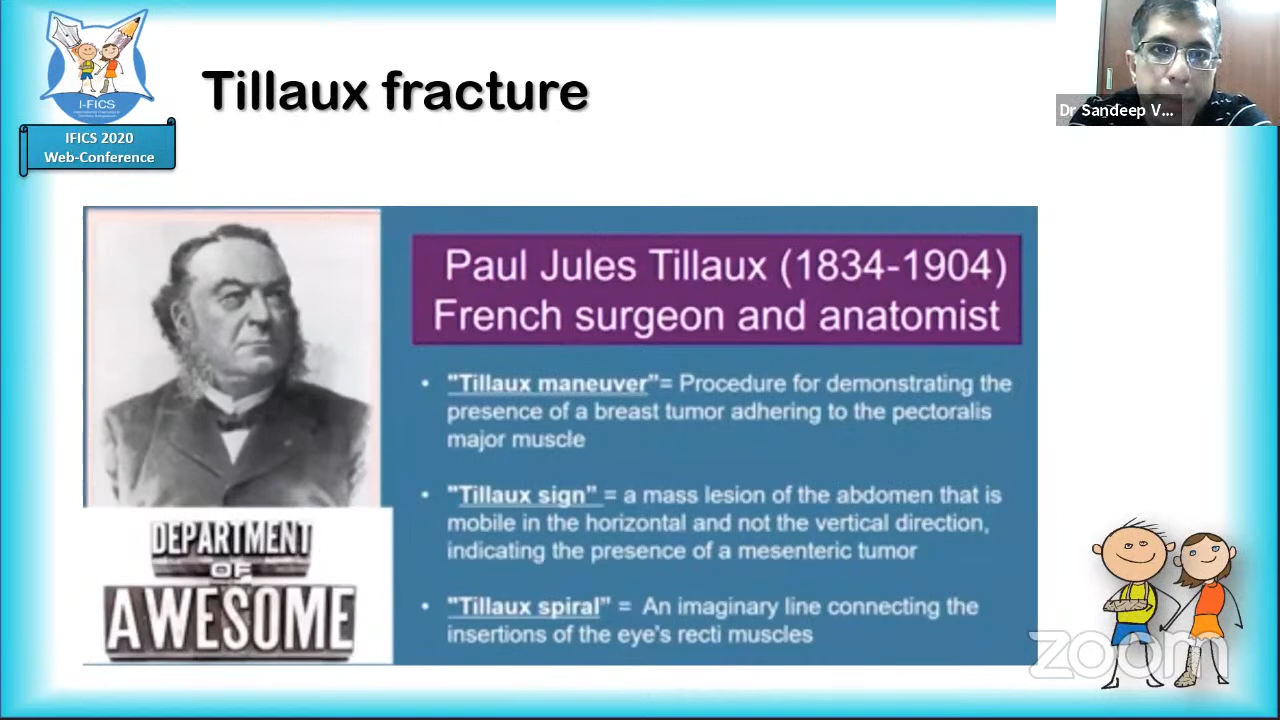 I-FICS
IFICS 2020
Web-Conference
Tillaux fracture
Dr Sandeep V...
Paul Jules Tillaux (1834-1904)
French surgeon and anatomist
• "Tillaux maneuver"= Procedure for demonstrating the
presence of a breast tumor adhering to the pectoralis
major muscle
• "Tillaux sign" = a mass lesion of the abdomen that is
mobile in the horizontal and not the vertical direction,
indicating the presence of a mesenteric tumor
• "Tillaux spiral" = An imaginary line connecting the
insertions of the eye's recti muscles
DEPARTMENT
OF
AWESOME
zoom